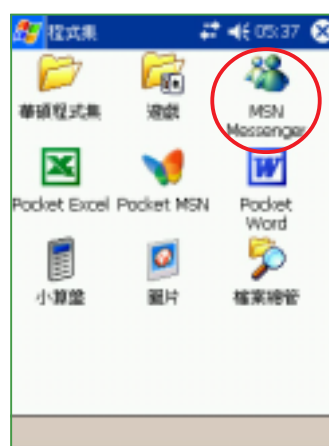 程式集 05:37
華碩程式集 遊戲 MSN
Messenger
Pocket Excel Pocket MSN Pocket
Word
小算盤 圖片 檔案總管